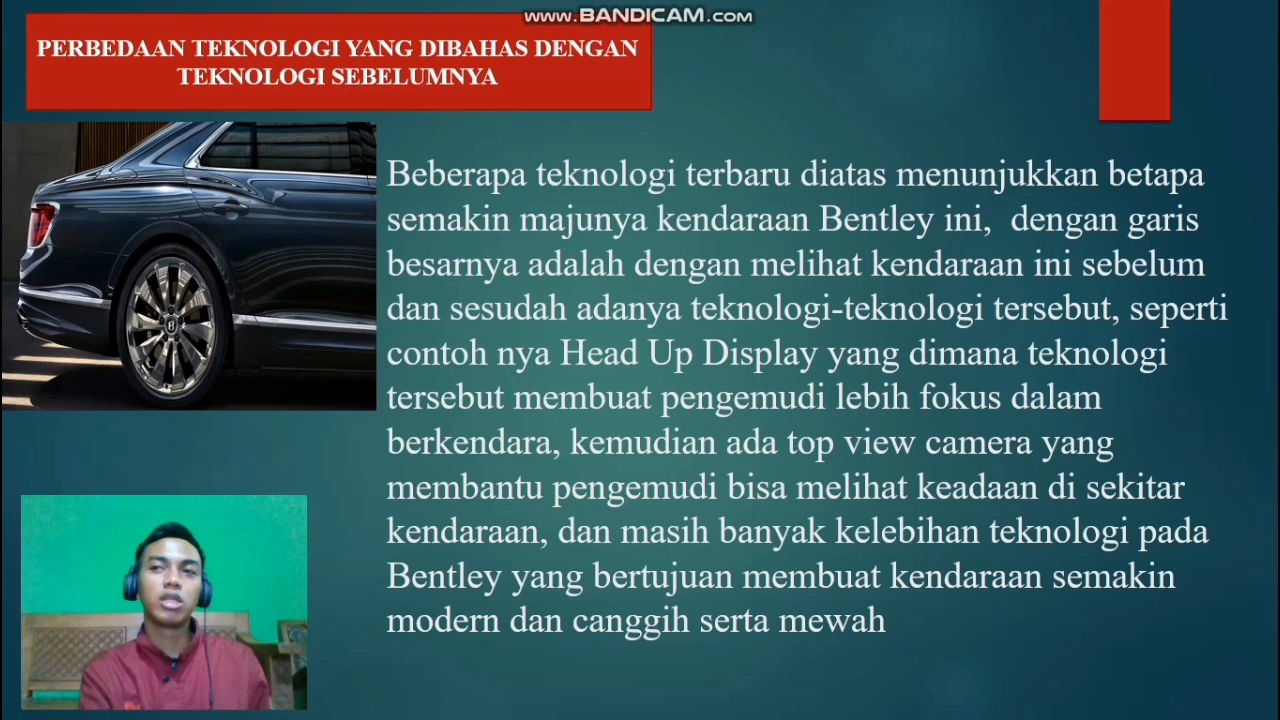 www.BANDICAM.com
PERBEDAAN TEKNOLOGI YANG DIBAHAS DENGAN
TEKNOLOGI SEBELUMNYA
Beberapa teknologi terbaru diatas menunjukkan betapa
semakin majunya kendaraan Bentley ini,  dengan garis
besarnya adalah dengan melihat kendaraan ini sebelum
dan sesudah adanya teknologi-teknologi tersebut, seperti
contoh nya Head Up Display yang dimana teknologi
tersebut membuat pengemudi lebih fokus dalam
berkendara, kemudian ada top view camera yang
membantu pengemudi bisa melihat keadaan di sekitar
kendaraan, dan masih banyak kelebihan teknologi pada
Bentley yang bertujuan membuat kendaraan semakin
modern dan canggih serta mewah
B